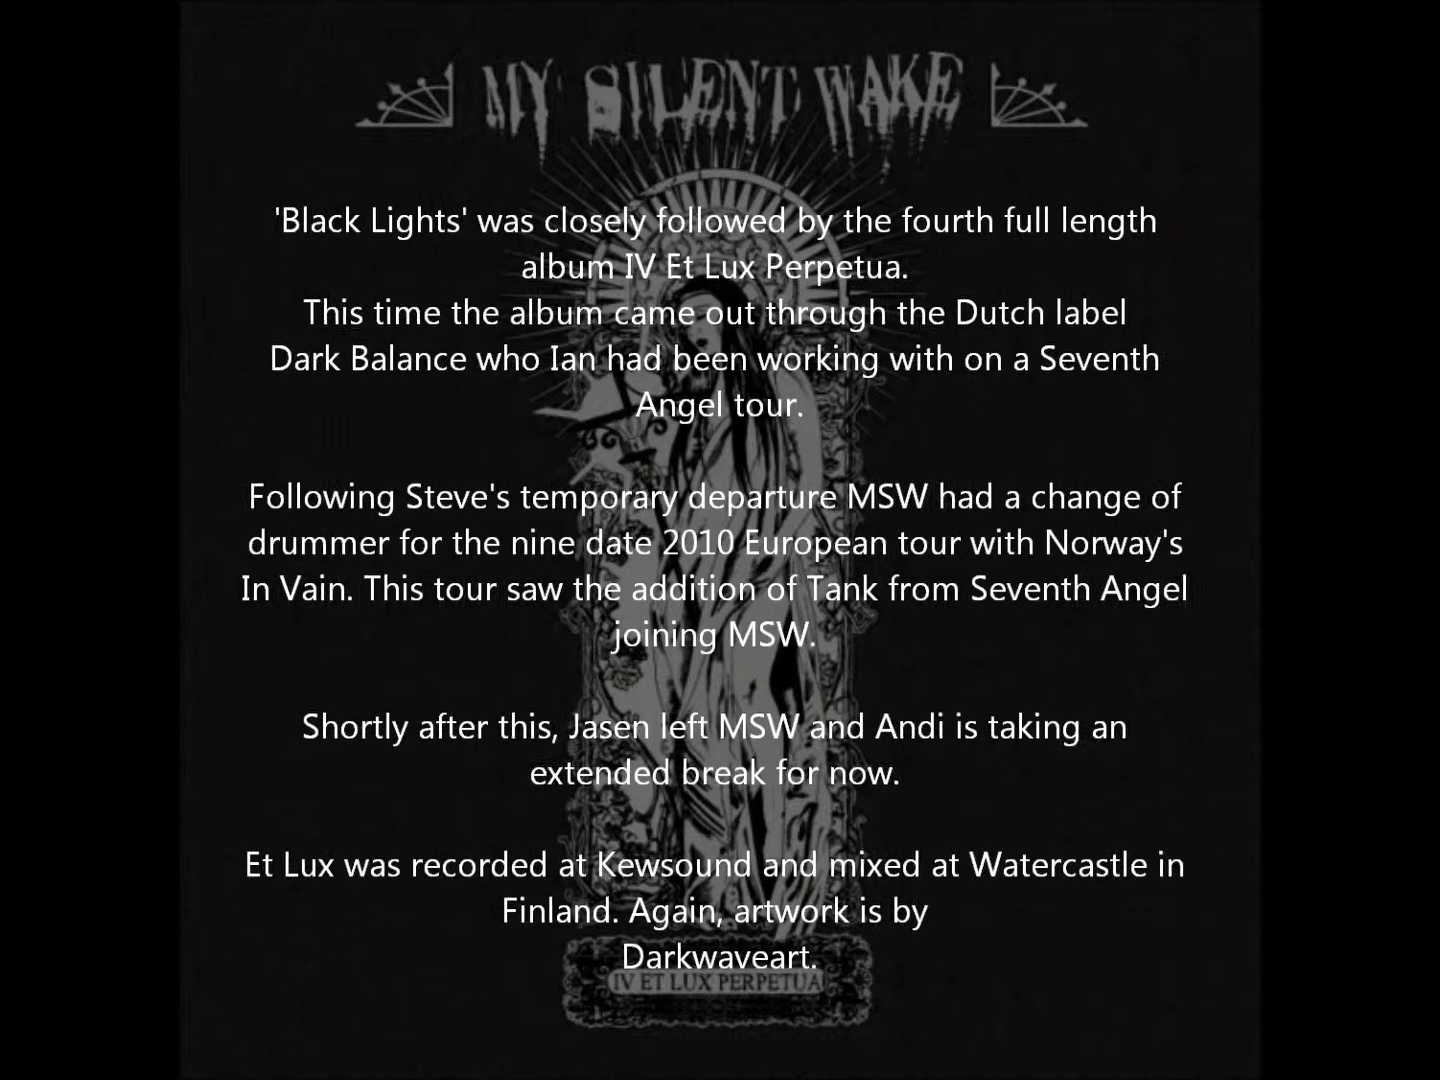 MY SILENT WAKE
'Black Lights' was closely followed by the fourth full length
album IV Et Lux Perpetua.
This time the album came out through the Dutch label
Dark Balance who Ian had been working with on a Seventh
Angel tour.
Following Steve's temporary departure MSW had a change of
drummer for the nine date 2010 European tour with Norway's
In Vain. This tour saw the addition of Tank from Seventh Angel
joining MSW.
Shortly after this, Jasen left MSW and Andi is taking an
extended break for now.
Et Lux was recorded at Kewsound and mixed at Watercastle in
Finland. Again, artwork is by
Darkwaveart.
IV ET LUX PERPETUA